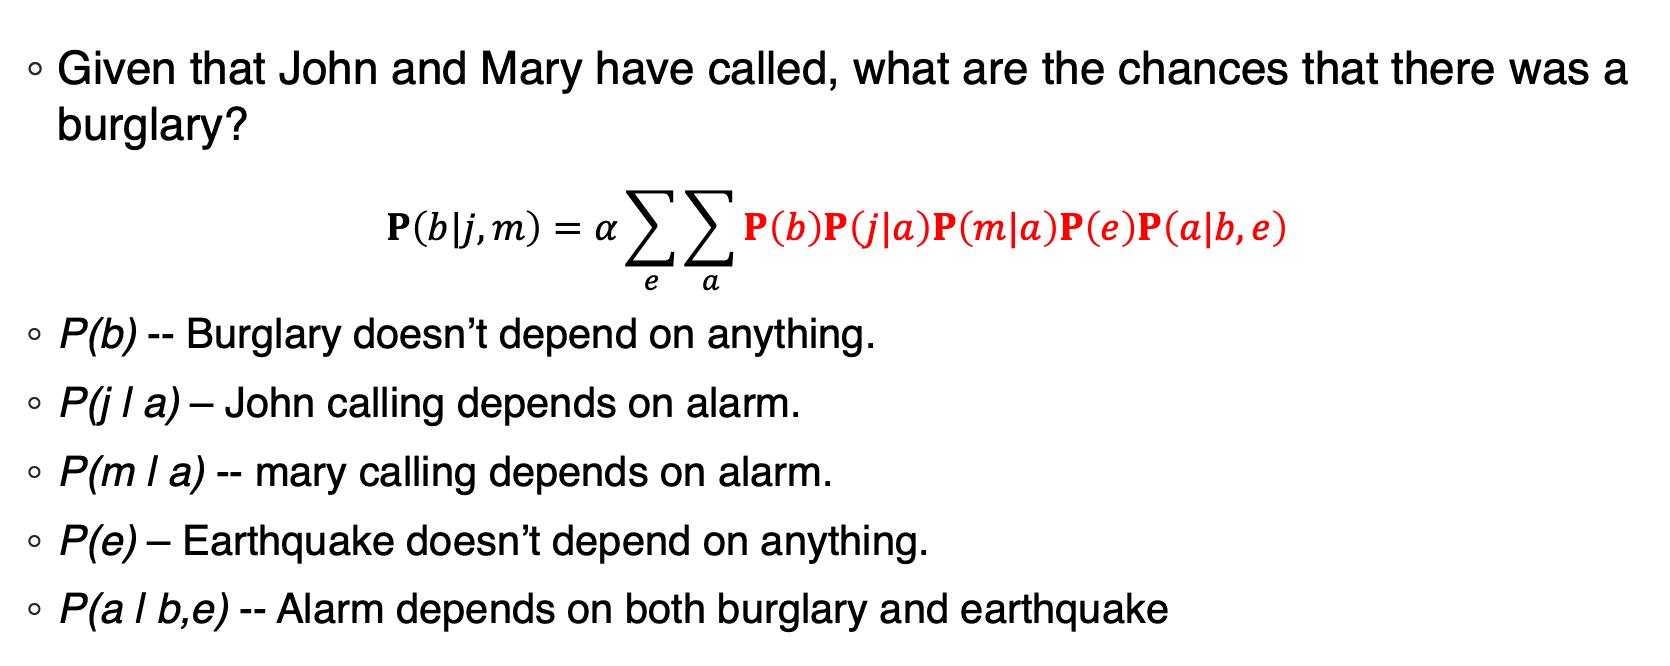 ◦ Given that John and Mary have called, what are the chances that there was a
burglary?
𝐏(𝑏|𝑗, 𝑚) = 𝛼 ∑𝑒 ∑𝑎 𝐏(𝑏)𝐏(𝑗|𝑎)𝐏(𝑚|𝑎)𝐏(𝑒)𝐏(𝑎|𝑏, 𝑒)
◦ P(b) -- Burglary doesn’t depend on anything.
◦ P(j | a) – John calling depends on alarm.
◦ P(m | a) -- mary calling depends on alarm.
◦ P(e) – Earthquake doesn’t depend on anything.
◦ P(a | b,e) -- Alarm depends on both burglary and earthquake